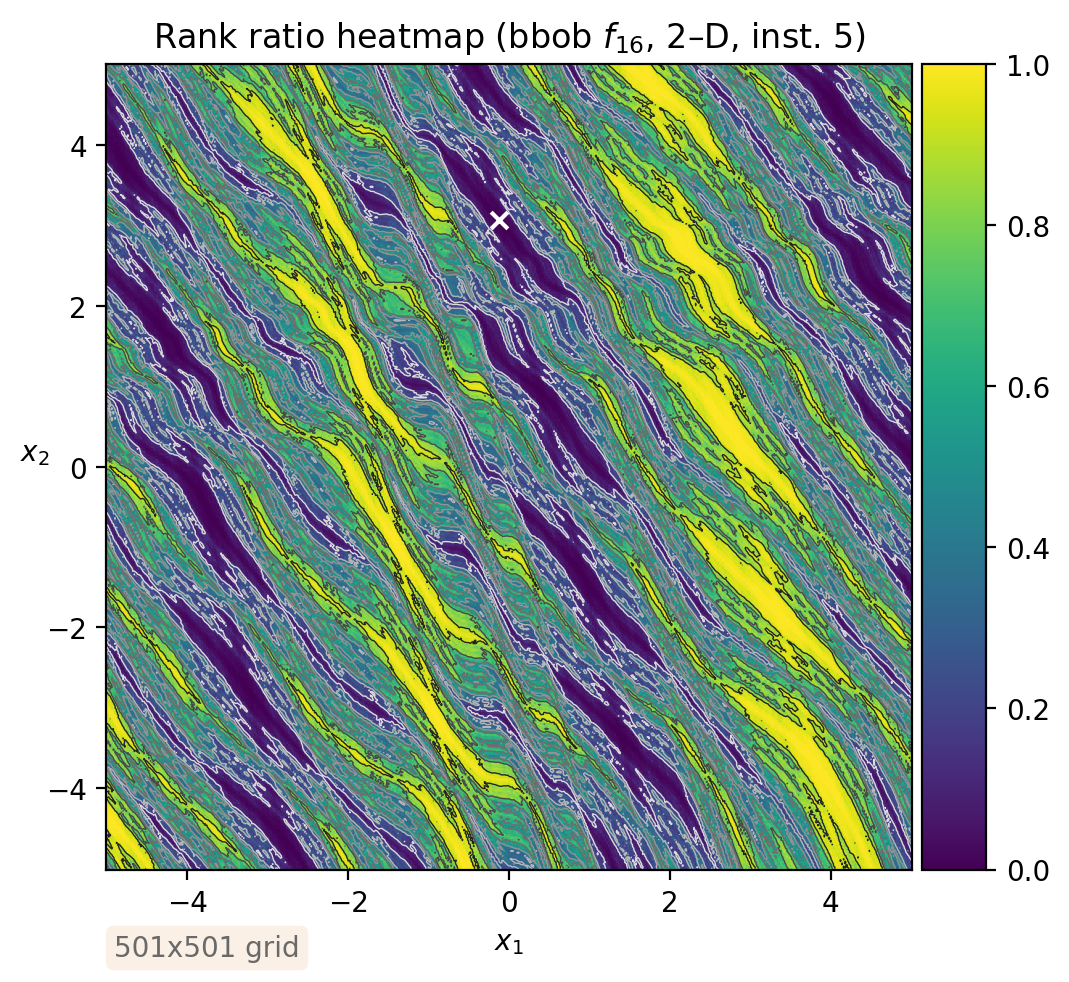 Rank ratio heatmap (bbob f₁₆, 2–D, inst. 5)
1.0
0.8
0.6
0.4
0.2
0.0
4
2
0
−2
−4
x₂
−4 −2 0 2 4
x₁
501x501 grid